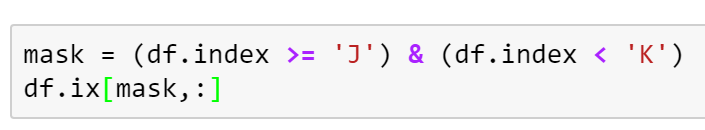 mask = (df.index >= 'J') & (df.index < 'K')
df.ix[mask,:]